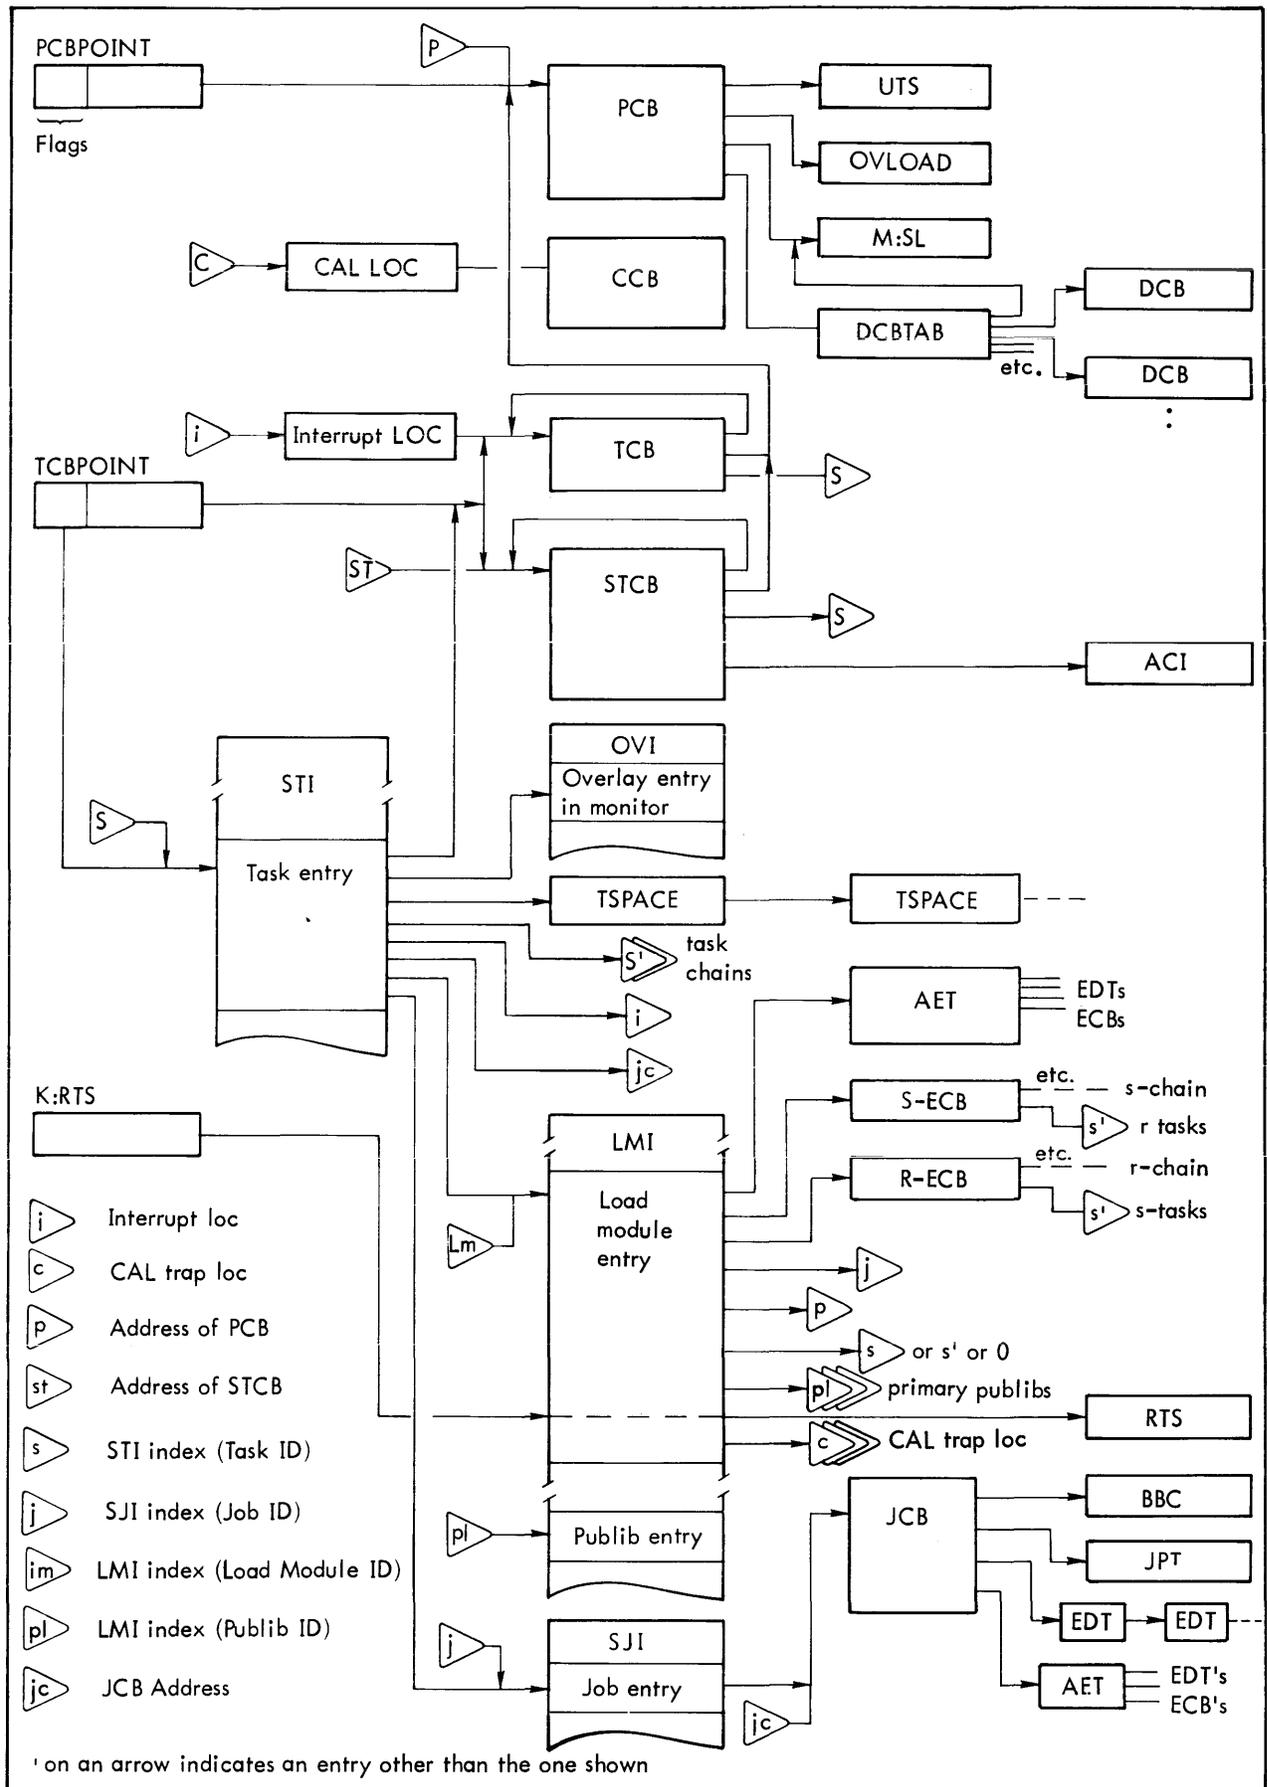 PCBPOINT
P
PCB
UTS
Flags
OVLOAD
M:SL
C
CAL LOC
CCB
DCB
DCBTAB
etc.
DCB
i
Interrupt LOC
TCB
S
TCBPOINT
ST
STCB
S
ACI
OVI
Overlay entry
in monitor
STI
S
Task entry
TSPACE
TSPACE
S' task
chains
AET
EDTs
ECBs
i
jc
K:RTS
etc.
S-ECB
s-chain
s' r tasks
LMI
etc.
R-ECB
r-chain
s' s-tasks
Load
module
entry
Lm
j
p
s or s' or 0
pl primary publibs
RTS
c CAL trap loc
i Interrupt loc
c CAL trap loc
p Address of PCB
st Address of STCB
s STI index (Task ID)
j SJI index (Job ID)
im LMI index (Load Module ID)
pl LMI index (Publib ID)
jc JCB Address
pl
Publib entry
JCB
BBC
JPT
EDT
EDT
AET
EDT's
ECB's
j
SJI
Job entry
jc
' on an arrow indicates an entry other than the one shown